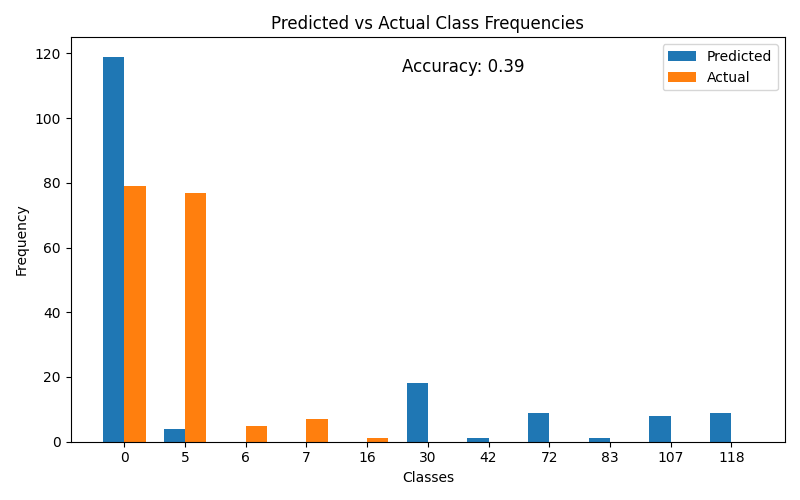 Predicted vs Actual Class Frequencies
Accuracy: 0.39
Predicted
Actual
Frequency
120
100
80
60
40
20
0
0 5 6 7 16 30 42 72 83 107 118
Classes